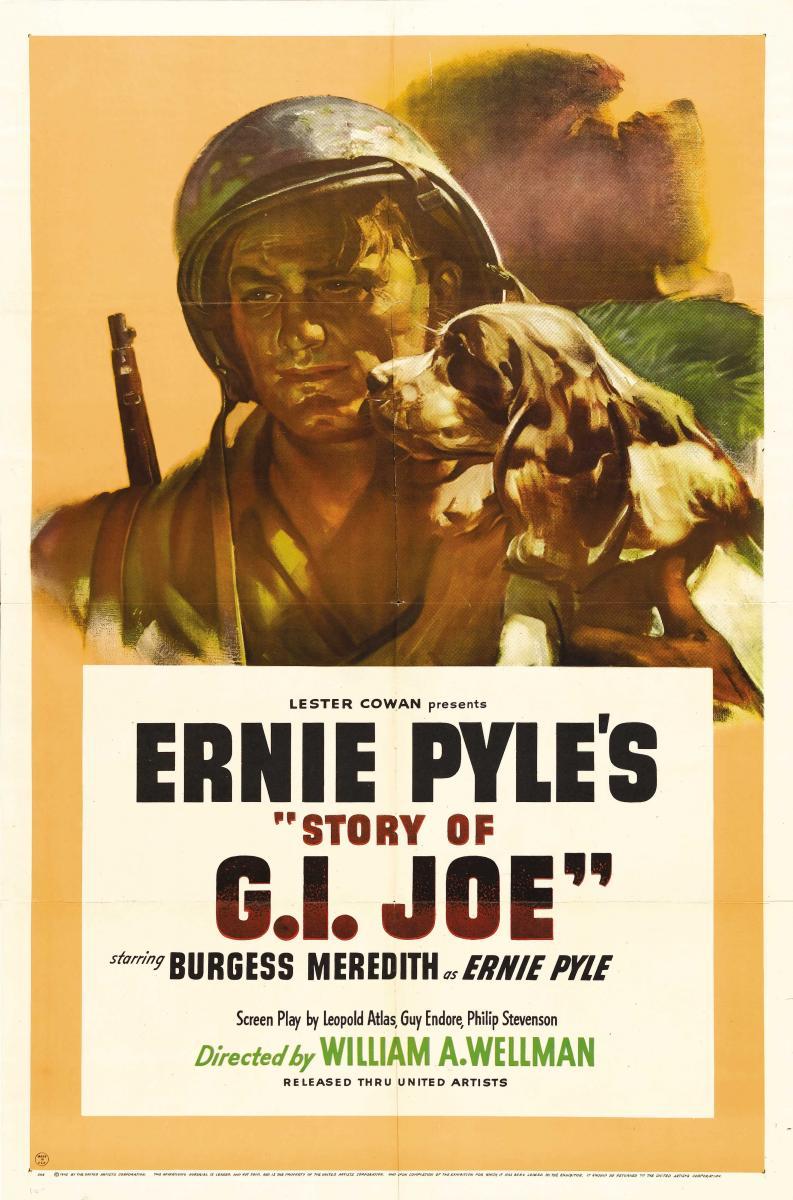 LESTER COWAN presents
ERNIE PYLE'S
"STORY OF
G.I. JOE"
starring BURGESS MEREDITH as ERNIE PYLE
Screen Play by Leopold Atlas, Guy Endore, Philip Stevenson
Directed by WILLIAM A. WELLMAN
RELEASED THRU UNITED ARTISTS